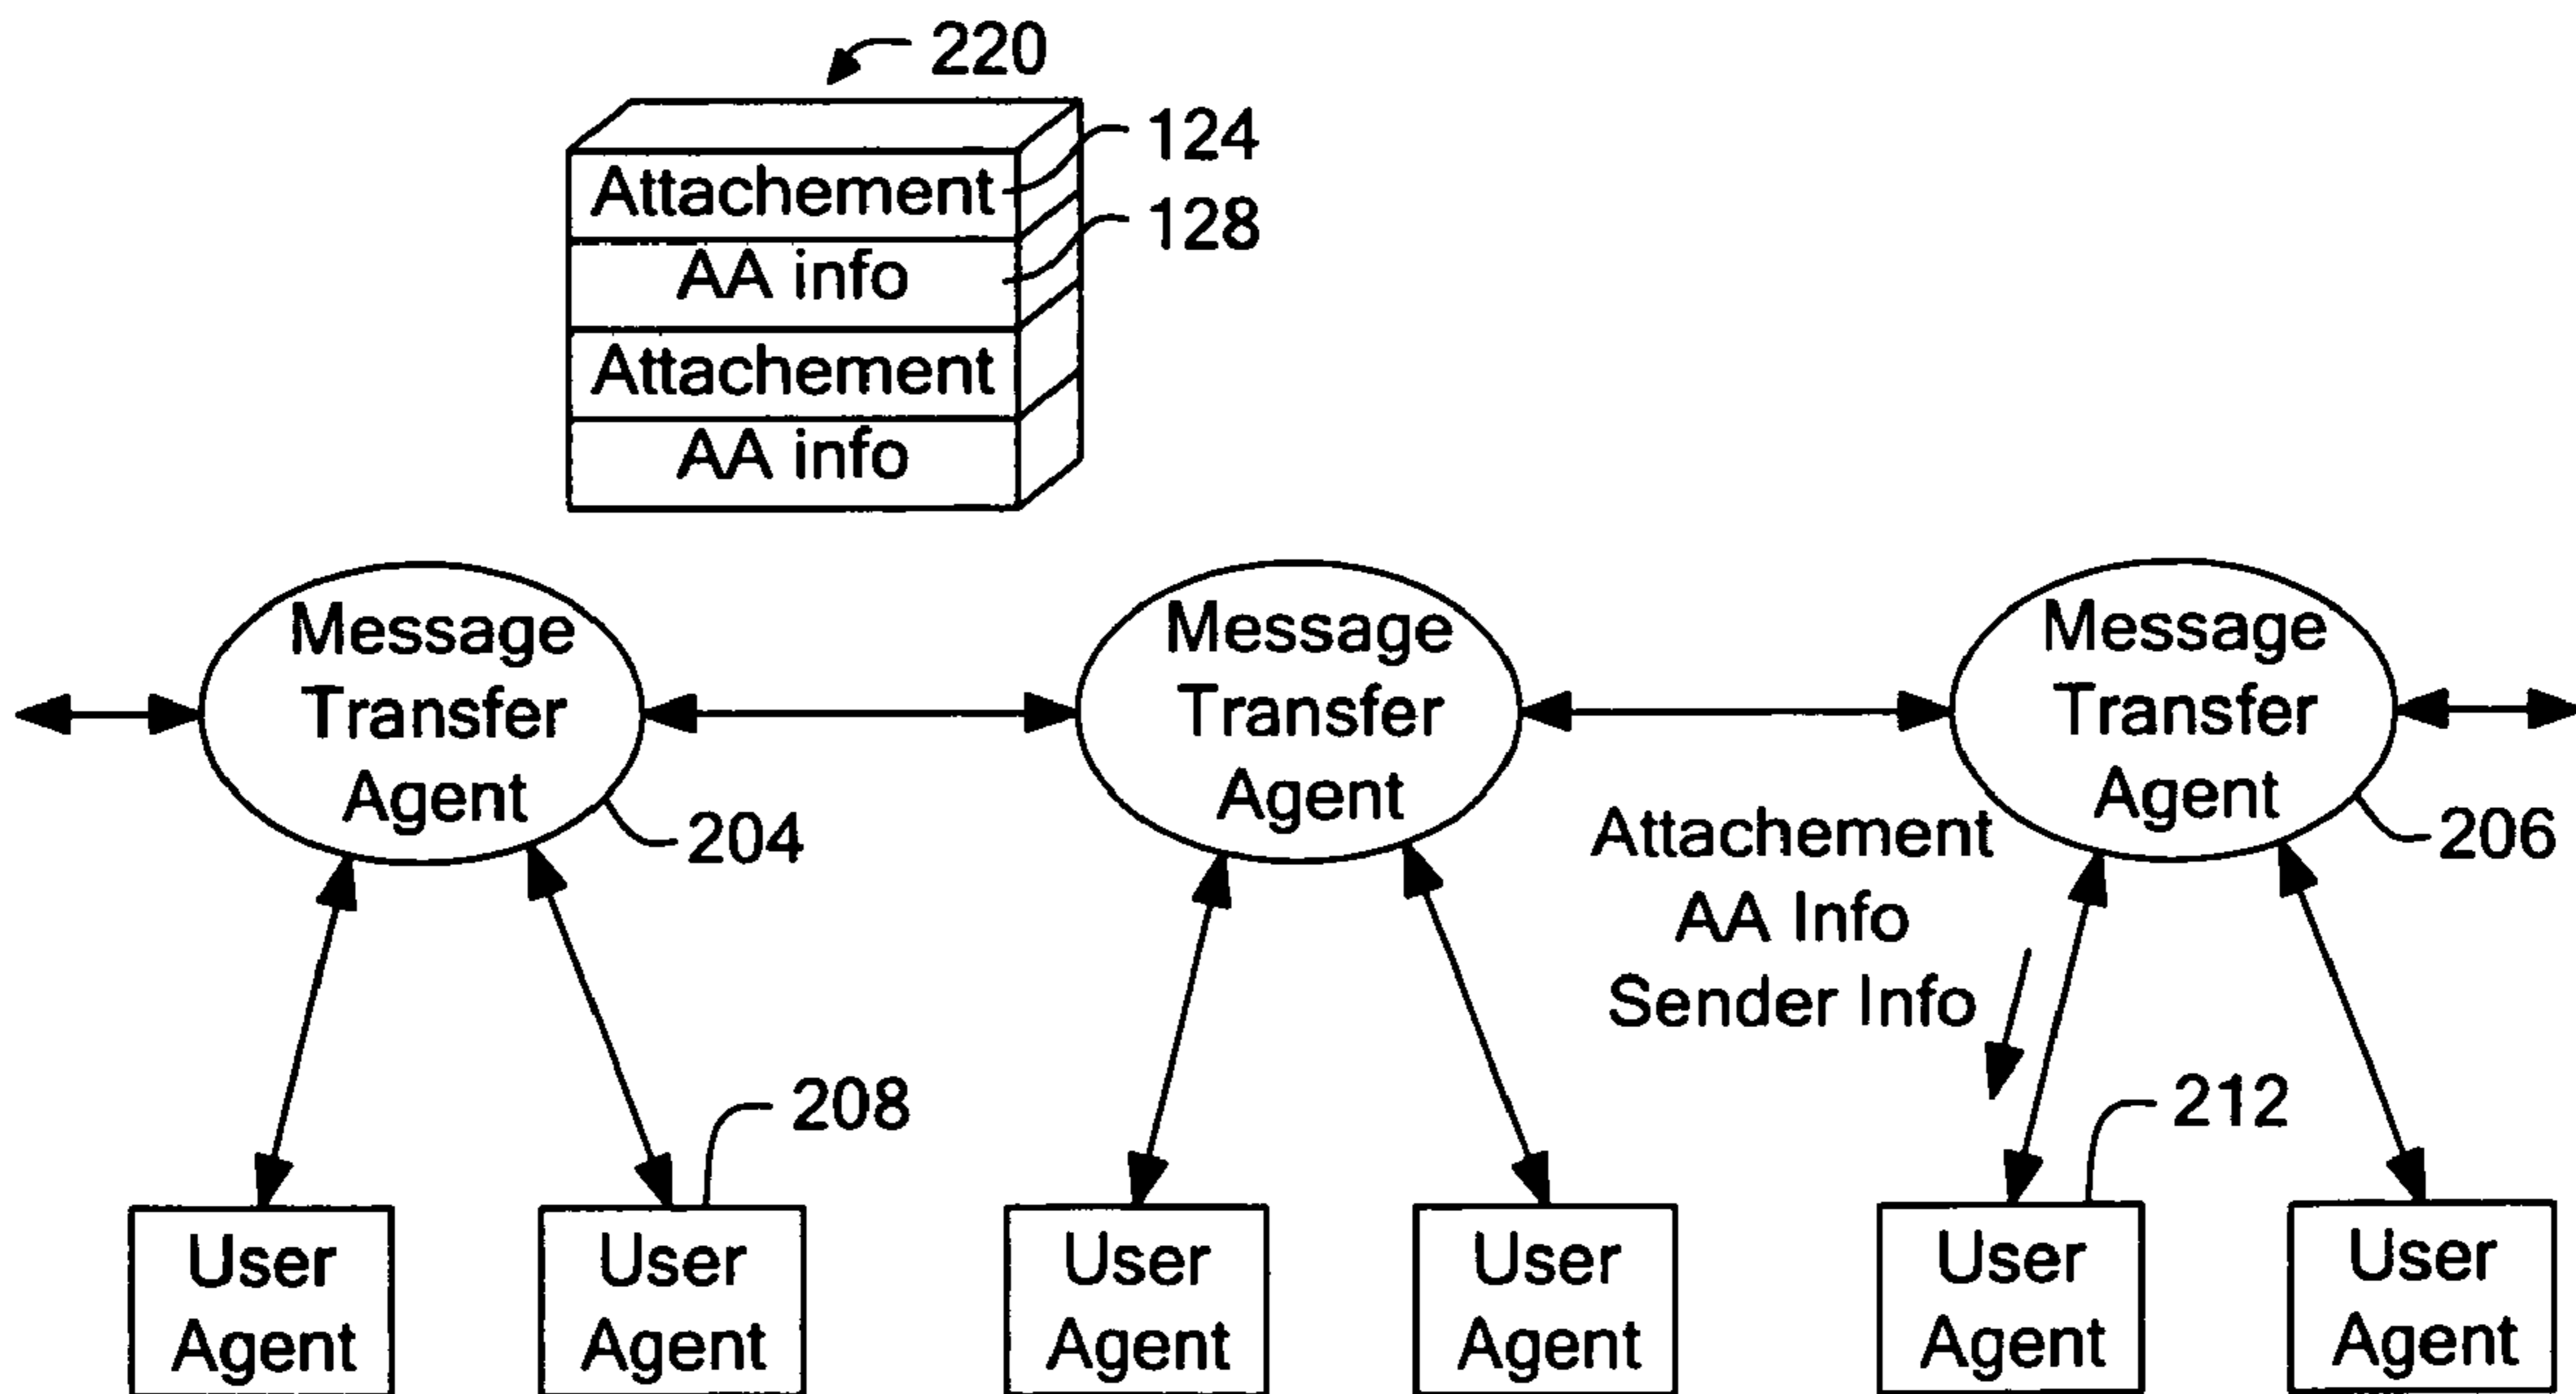 220
124
Attachement
128
AA info
Attachement
AA info
Message
Transfer
Agent
204
Message
Transfer
Agent
Message
Transfer
Agent
206
Attachement
AA Info
Sender Info
208
212
User
Agent
User
Agent
User
Agent
User
Agent
User
Agent
User
Agent